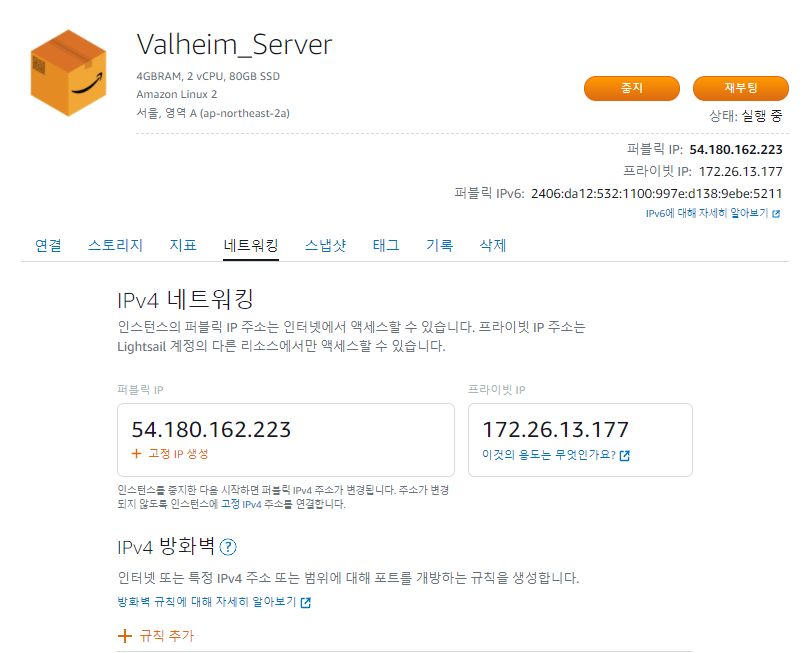 Valheim_Server
4GBRAM, 2 vCPU, 80GB SSD
Amazon Linux 2
서울, 영역 A (ap-northeast-2a)
중지
재부팅
상태: 실행 중
퍼블릭 IP: 54.180.162.223
프라이빗 IP: 172.26.13.177
퍼블릭 IPv6: 2406:da12:532:1100:997e:d138:9ebe:5211
IPv6에 대해 자세히 알아보기
연결 스토리지 지표 네트워킹 스냅샷 태그 기록 삭제
IPv4 네트워킹
인스턴스의 퍼블릭 IP 주소는 인터넷에서 액세스할 수 있습니다. 프라이빗 IP 주소는
Lightsail 계정의 다른 리소스에서만 액세스할 수 있습니다.
퍼블릭 IP
54.180.162.223
+ 고정 IP 생성
프라이빗 IP
172.26.13.177
이것의 용도는 무엇인가요?
인스턴스를 중지한 다음 시작하면 퍼블릭 IPv4 주소가 변경됩니다. 주소가 변경
되지 않도록 인스턴스에 고정 IPv4 주소를 연결합니다.
IPv4 방화벽 ?
인터넷 또는 특정 IPv4 주소 또는 범위에 대해 포트를 개방하는 규칙을 생성합니다.
방화벽 규칙에 대해 자세히 알아보기
+ 규칙 추가